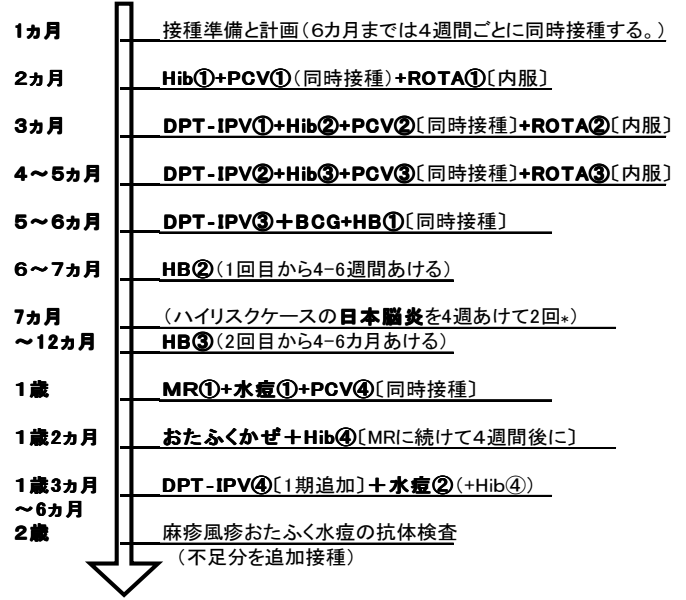 1ヵ月 接種準備と計画（6カ月までは4週間ごとに同時接種する。）
2ヵ月 Hib①+PCV①（同時接種）+ROTA①〔内服〕
3ヵ月 DPT-IPV①+Hib②+PCV②〔同時接種〕+ROTA②〔内服〕
4～5ヵ月 DPT-IPV②+Hib③+PCV③〔同時接種〕+ROTA③〔内服〕
5～6ヵ月 DPT-IPV③＋BCG+HB①〔同時接種〕
6～7ヵ月 HB②（1回目から4-6週間あける）
7ヵ月 （ハイリスクケースの日本脳炎を4週あけて2回*）
～12ヵ月 HB③（2回目から4-6カ月あける）
1歳 MR①+水痘①+PCV④〔同時接種〕
1歳2ヵ月 おたふくかぜ＋Hib④〔MRに続けて4週間後に〕
1歳3ヵ月 DPT-IPV④〔1期追加〕＋水痘②（+Hib④）
～6ヵ月
2歳 麻疹風疹おたふく水痘の抗体検査
（不足分を追加接種）